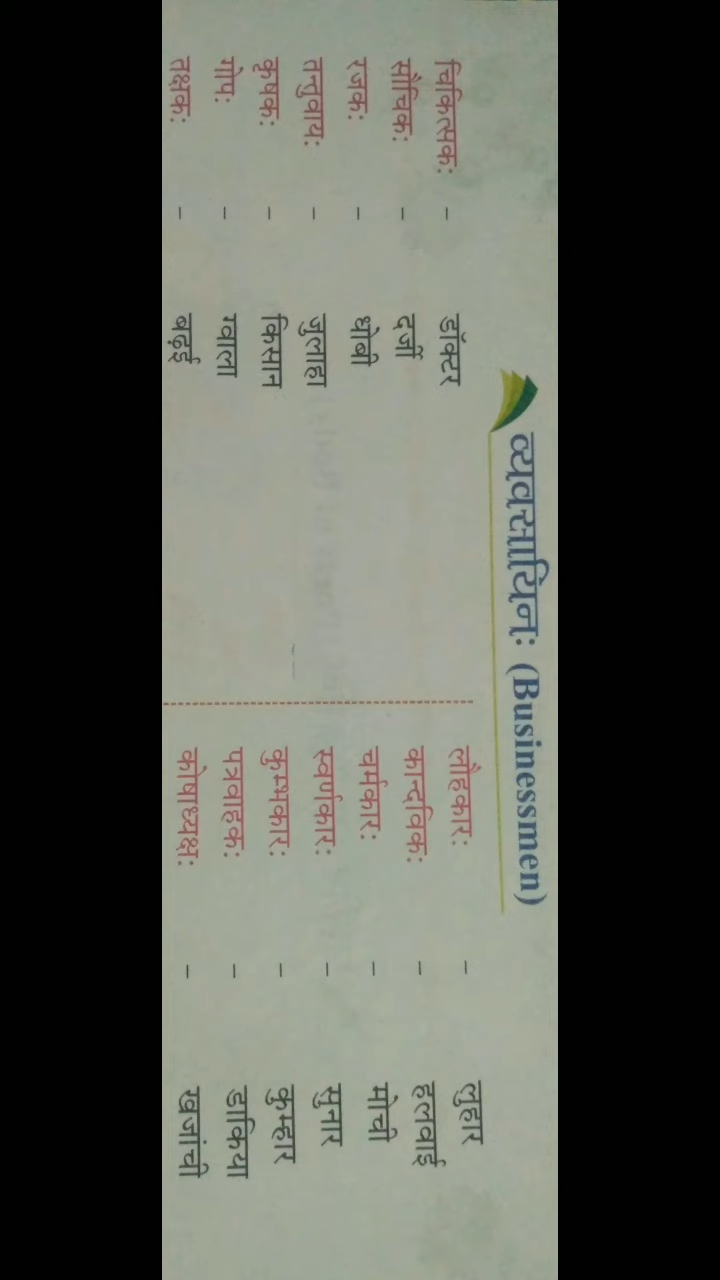 व्यवसायिनः (Businessmen)
चिकित्सकः - डॉक्टर
सौचिकः - दर्जी
रजकः - धोबी
तन्तुवायः - जुलाहा
कृषकः - किसान
गोपः - ग्वाला
तक्षकः - बढ़ई
लौहकारः - लुहार
कान्दविकः - हलवाई
चर्मकारः - मोची
स्वर्णकारः - सुनार
कुम्भकारः - कुम्हार
पत्रवाहकः - डाकिया
कोषाध्यक्षः - खजांची